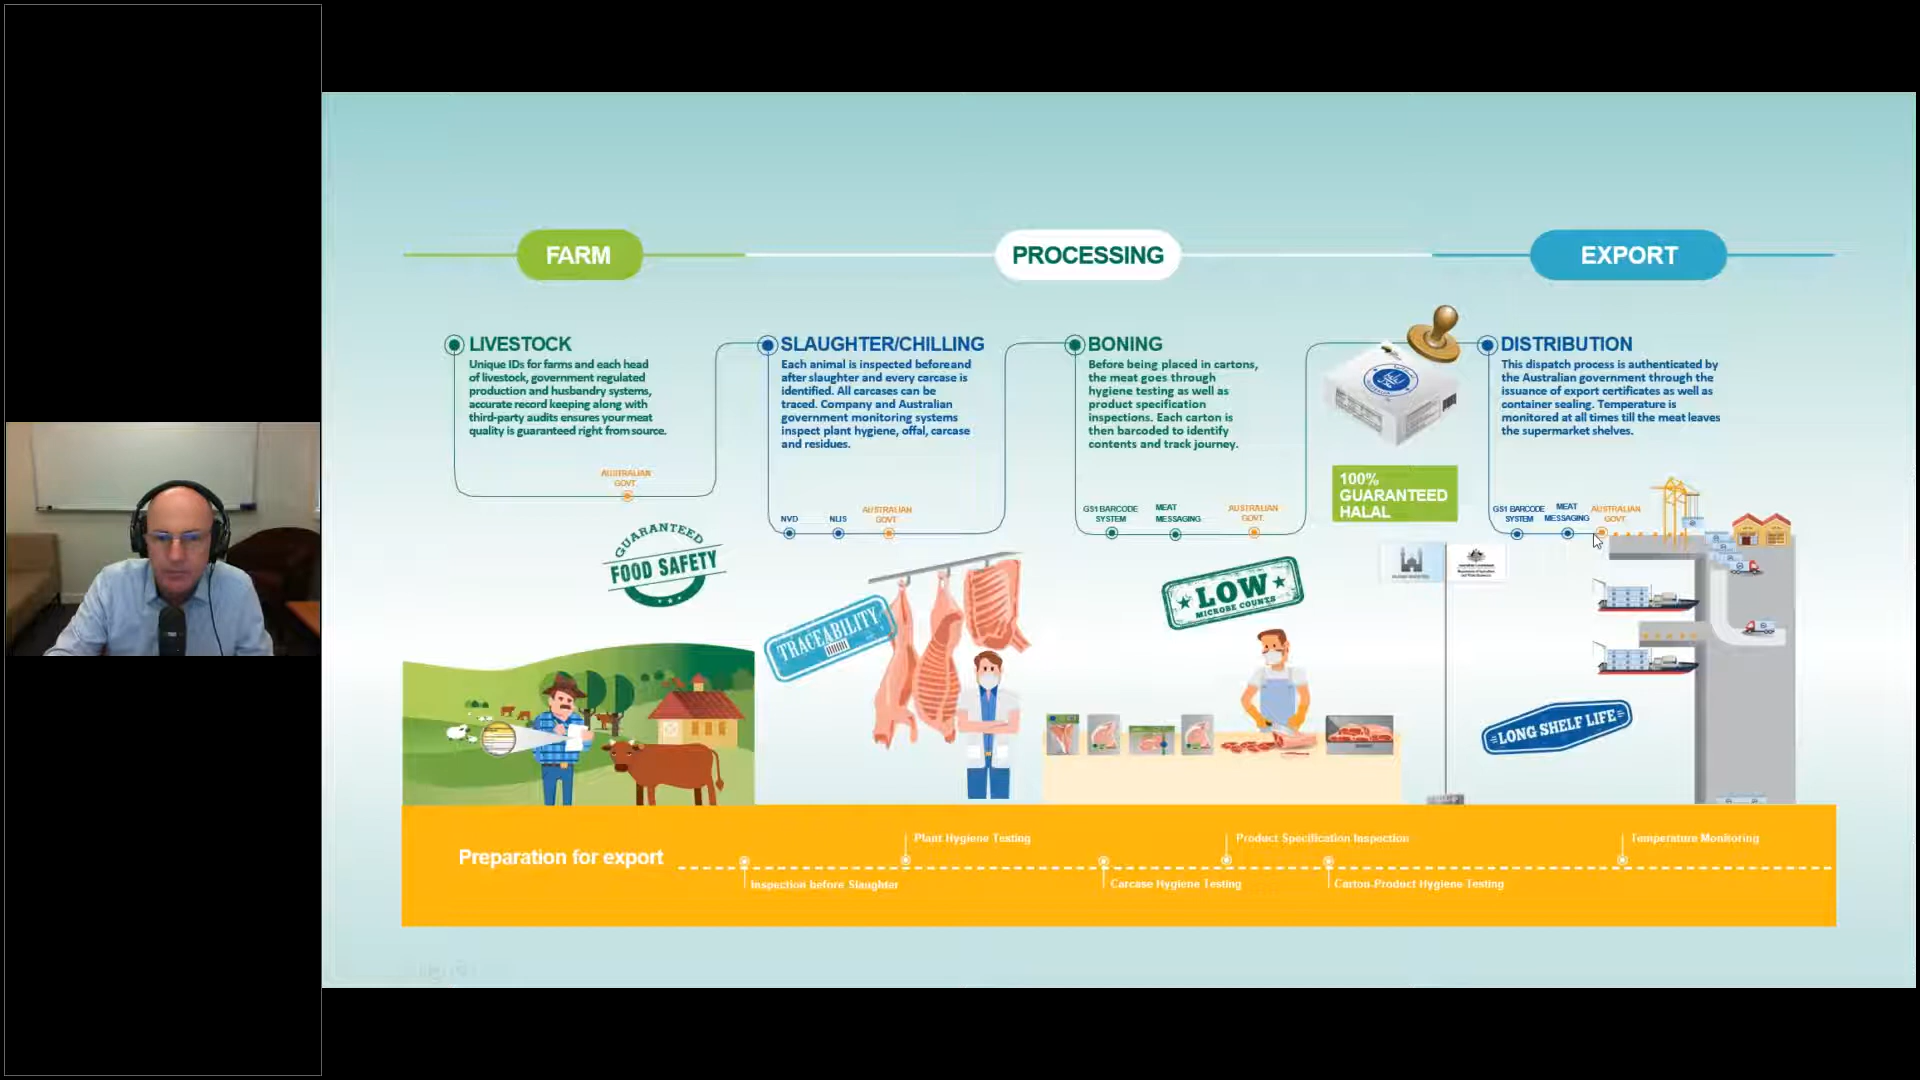 FARM
PROCESSING
EXPORT
LIVESTOCK
Unique IDs for farms and each head
of livestock, government regulated
production and husbandry systems,
accurate record keeping along with
third-party audits ensures your meat
quality is guaranteed right from source.
AUSTRALIAN
GOVT.
GUARANTEED
FOOD SAFETY
SLAUGHTER/CHILLING
Each animal is inspected before and
after slaughter and every carcase is
identified. All carcases can be
traced. Company and Australian
government monitoring systems
inspect plant hygiene, offal, carcase
and residues.
NVD
NLIS
AUSTRALIAN
GOVT.
TRACEABILITY
BONING
Before being placed in cartons,
the meat goes through
hygiene testing as well as
product specification
inspections. Each carton is
then barcoded to identify
contents and track journey.
GS1 BARCODE
SYSTEM
MEAT
MESSAGING
AUSTRALIAN
GOVT.
LOW
MICROBE COUNTS
100%
GUARANTEED
HALAL
DISTRIBUTION
This dispatch process is authenticated by
the Australian government through the
issuance of export certificates as well as
container sealing. Temperature is
monitored at all times till the meat leaves
the supermarket shelves.
GS1 BARCODE
SYSTEM
MEAT
MESSAGING
AUSTRALIAN
GOVT.
LONG SHELF LIFE
Preparation for export
Inspection before Slaughter
Plant Hygiene Testing
Carcase Hygiene Testing
Product Specification Inspection
Carton-Product Hygiene Testing
Temperature Monitoring